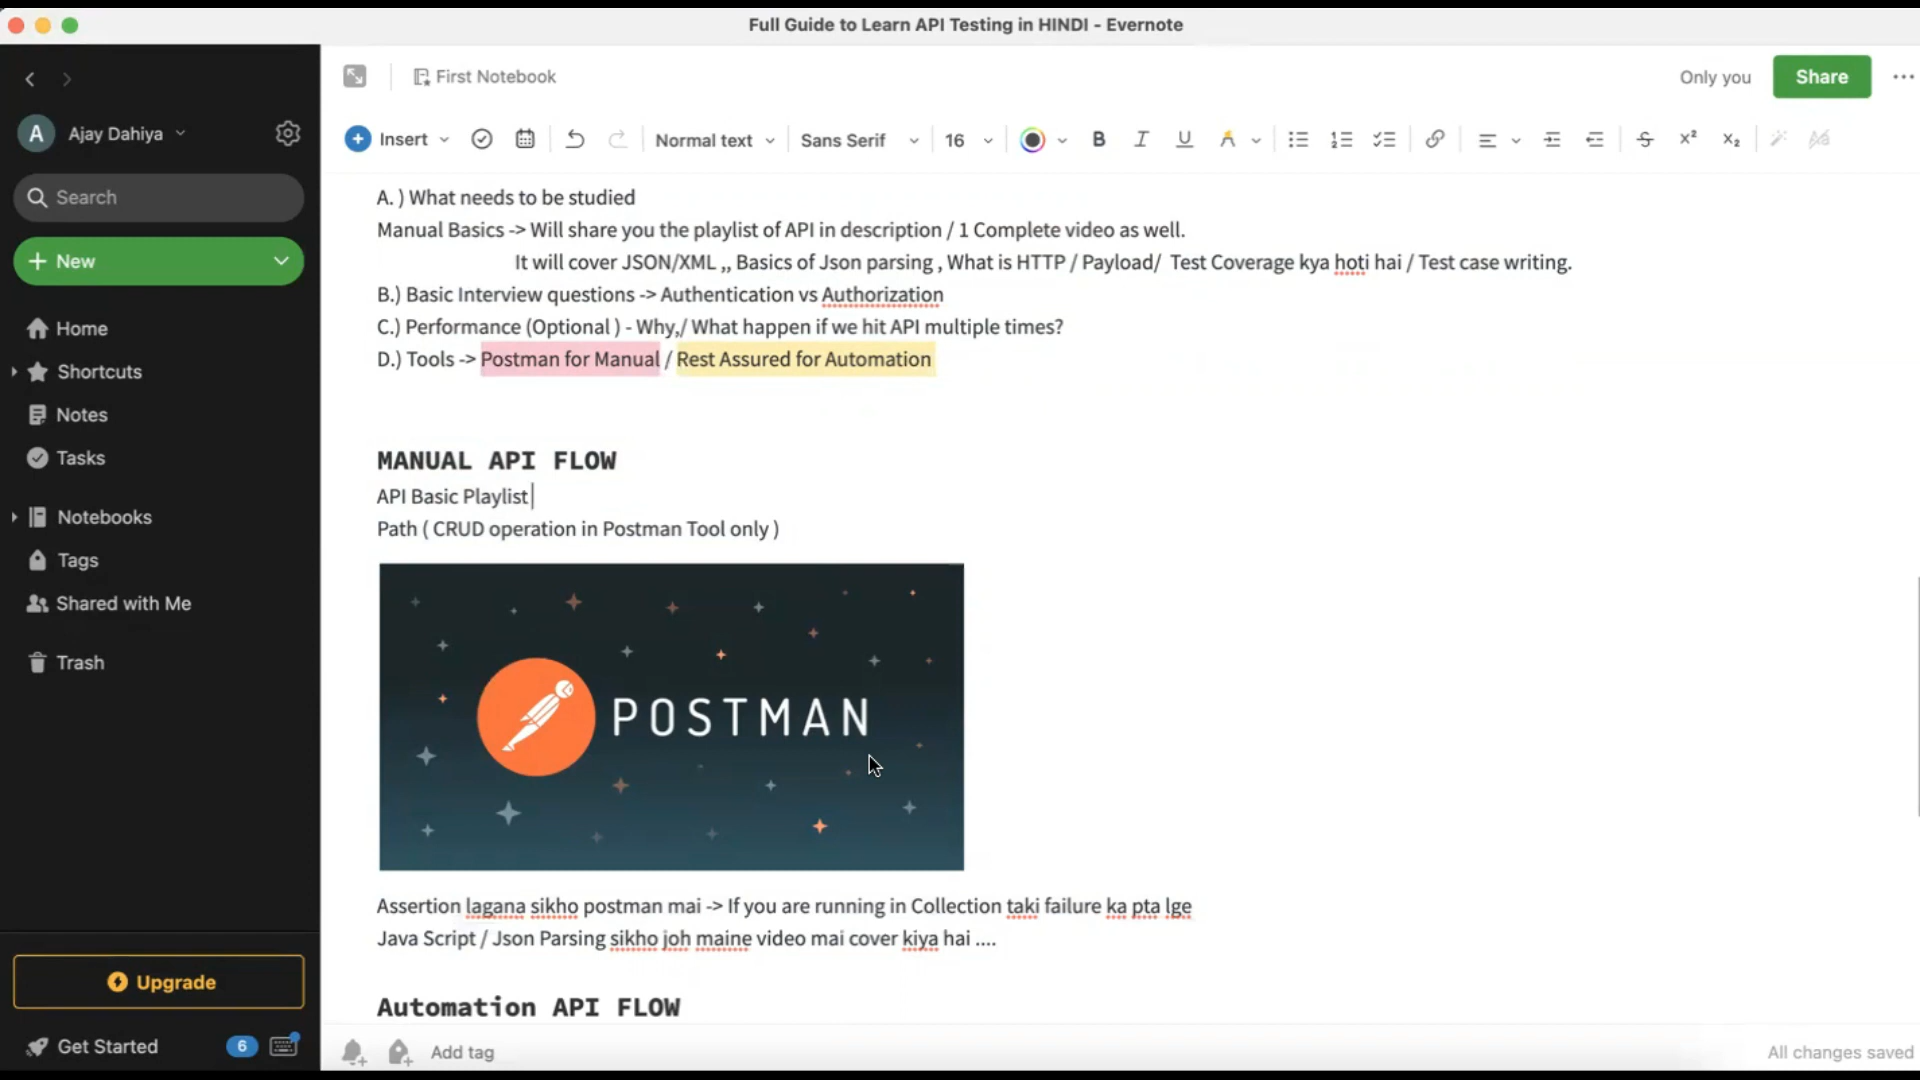 Full Guide to Learn API Testing in HINDI - Evernote
First Notebook
Only you
Share
A
Ajay Dahiya
Insert
Normal text
Sans Serif
16
Search
New
Home
Shortcuts
Notes
Tasks
Notebooks
Tags
Shared with Me
Trash
Upgrade
Get Started
6
A. ) What needs to be studied
Manual Basics -> Will share you the playlist of API in description / 1 Complete video as well.
It will cover JSON/XML ,, Basics of Json parsing , What is HTTP / Payload/ Test Coverage kya hoti hai / Test case writing.
B.) Basic Interview questions -> Authentication vs Authorization
C.) Performance (Optional ) - Why,/ What happen if we hit API multiple times?
D.) Tools -> Postman for Manual / Rest Assured for Automation
MANUAL API FLOW
API Basic Playlist
Path ( CRUD operation in Postman Tool only )
POSTMAN
Assertion lagana sikho postman mai -> If you are running in Collection taki failure ka pta lge
Java Script / Json Parsing sikho joh maine video mai cover kiya hai ....
Automation API FLOW
Add tag
All changes saved